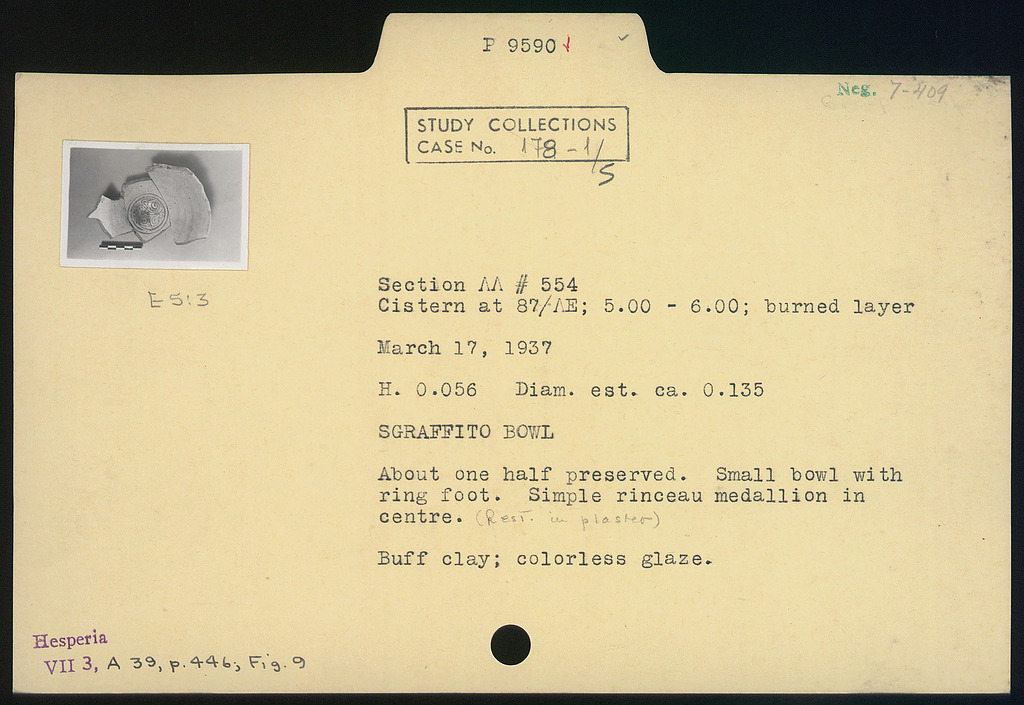 P 9590
Neg. 7-409
STUDY COLLECTIONS
CASE No. 178-1/5
E 5:3
Section ΛΛ # 554
Cistern at 87/ΛE; 5.00 - 6.00; burned layer
March 17, 1937
H. 0.056 Diam. est. ca. 0.135
SGRAFFITO BOWL
About one half preserved. Small bowl with
ring foot. Simple rinceau medallion in
centre. (Rest. in plaster)
Buff clay; colorless glaze.
Hesperia
VII 3, A 39, p. 446, Fig. 9